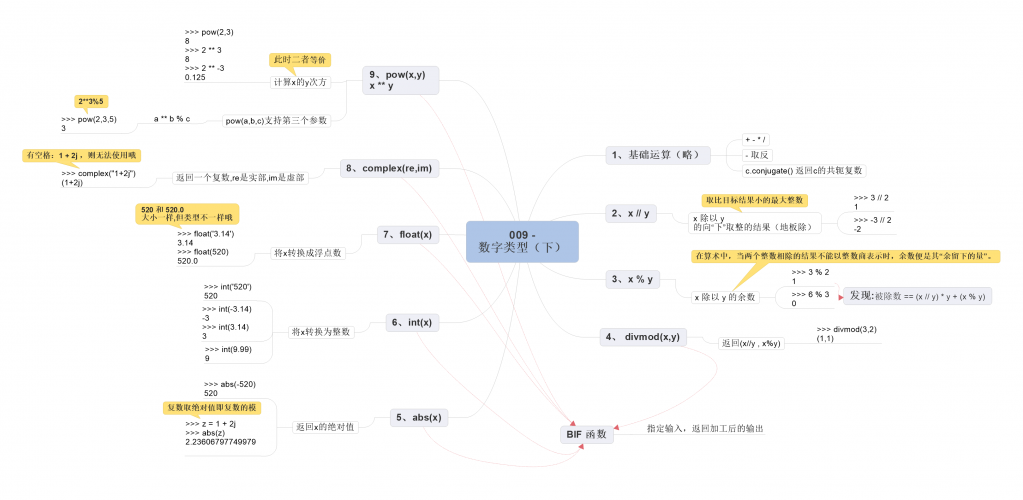 009 -
数字类型（下）
1、基础运算（略）
+ - * /
- 取反
c.conjugate() 返回c的共轭复数
2、x // y
取比目标结果小的最大整数
x 除以 y
的向“下”取整的结果（地板除）
>>> 3 // 2
1
>>> -3 // 2
-2
3、x % y
在算术中，当两个整数相除的结果不能以整数商表示时，余数便是其“余留下的量”。
x 除以 y 的余数
>>> 3 % 2
1
>>> 6 % 3
0
发现:被除数 == (x // y) * y + (x % y)
4、 divmod(x,y)
返回(x//y , x%y)
>>> divmod(3,2)
(1,1)
BIF 函数
指定输入，返回加工后的输出
5、abs(x)
返回x的绝对值
>>> abs(-520)
520
复数取绝对值即复数的模
>>> z = 1 + 2j
>>> abs(z)
2.23606797749979
6、int(x)
将x转换为整数
>>> int('520')
520
>>> int(-3.14)
-3
>>> int(3.14)
3
>>> int(9.99)
9
7、float(x)
将x转换成浮点数
520 和 520.0
大小一样,但类型不一样哦
>>> float('3.14')
3.14
>>> float(520)
520.0
8、complex(re,im)
返回一个复数,re是实部,im是虚部
有空格：1 + 2j ，则无法使用哦
>>> complex("1+2j")
(1+2j)
9、pow(x,y)
x ** y
此时二者等价
计算x的y次方
>>> pow(2,3)
8
>>> 2 ** 3
8
>>> 2 ** -3
0.125
pow(a,b,c)支持第三个参数
a ** b % c
2**3%5
>>> pow(2,3,5)
3